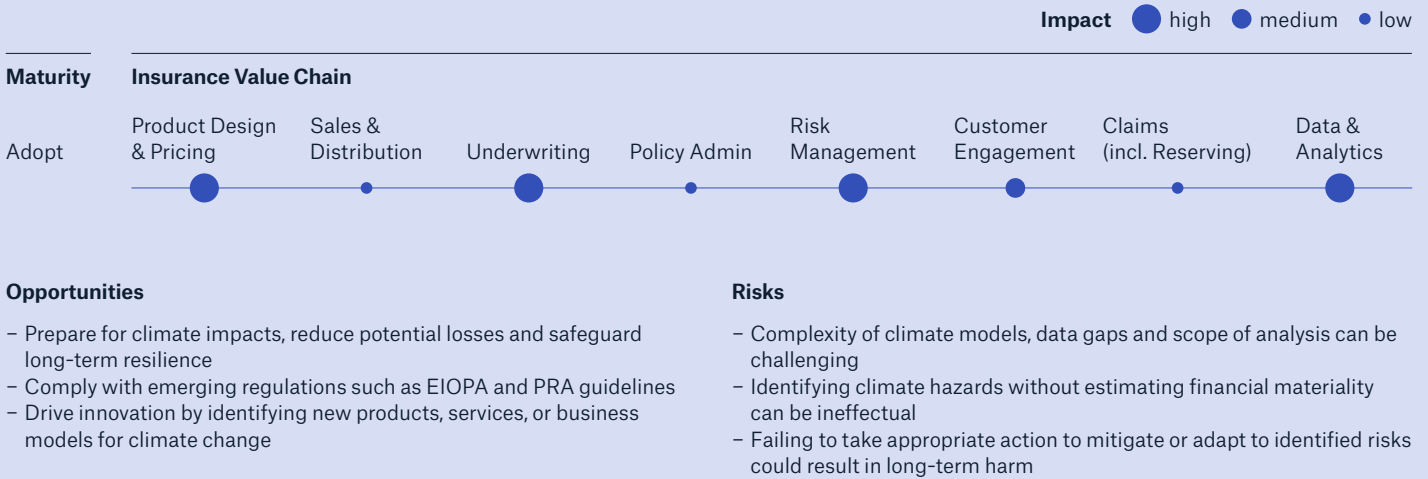 Impact high medium low
Maturity Insurance Value Chain
Adopt
Product Design
& Pricing
Sales &
Distribution
Underwriting
Policy Admin
Risk
Management
Customer
Engagement
Claims
(incl. Reserving)
Data &
Analytics
Opportunities
– Prepare for climate impacts, reduce potential losses and safeguard
long-term resilience
– Comply with emerging regulations such as EIOPA and PRA guidelines
– Drive innovation by identifying new products, services, or business
models for climate change
Risks
– Complexity of climate models, data gaps and scope of analysis can be
challenging
– Identifying climate hazards without estimating financial materiality
can be ineffectual
– Failing to take appropriate action to mitigate or adapt to identified risks
could result in long-term harm